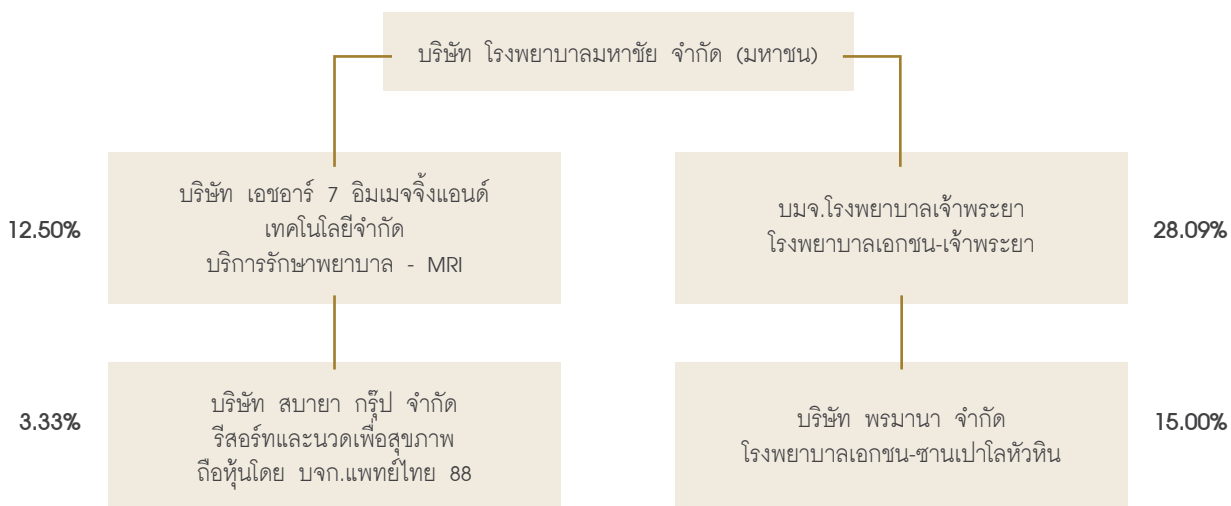 บริษัท โรงพยาบาลมหาชัย จำกัด (มหาชน)
12.50%
บริษัท เอชอาร์ 7 อิมเมจจิ้งแอนด์
เทคโนโลยีจำกัด
บริการรักษาพยาบาล - MRI
บมจ.โรงพยาบาลเจ้าพระยา
โรงพยาบาลเอกชน-เจ้าพระยา
28.09%
3.33%
บริษัท สบายา กรุ๊ป จำกัด
รีสอร์ทและนวดเพื่อสุขภาพ
ถือหุ้นโดย บจก.แพทย์ไทย 88
บริษัท พรมานา จำกัด
โรงพยาบาลเอกชน-ซานเปาโลหัวหิน
15.00%